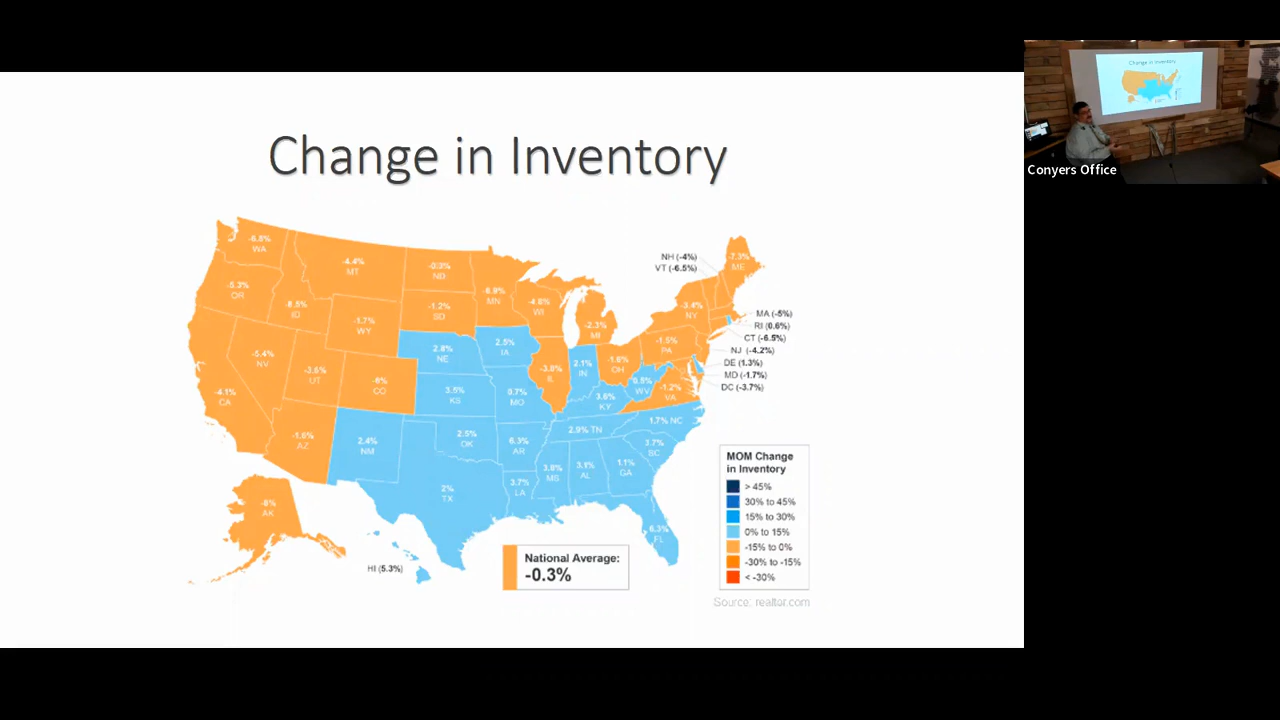 Change in Inventory
Conyers Office
Change in Inventory
-6.8%
WA
-4.4%
MT
-0.3%
ND
-8.9%
MN
NH (-4%)
VT (-6.5%)
-7.3%
ME
-5.3%
OR
-8.5%
ID
-1.7%
WY
-1.2%
SD
-4.8%
WI
-2.3%
MI
-3.4%
NY
MA (-5%)
RI (0.6%)
CT (-6.5%)
NJ (-4.2%)
DE (1.3%)
MD (-1.7%)
DC (-3.7%)
-5.4%
NV
-3.6%
UT
-6%
CO
2.8%
NE
2.5%
IA
2.1%
IN
-1.6%
OH
-1.5%
PA
-4.1%
CA
3.5%
KS
0.7%
MO
IL
3.6%
KY
WV
-1.2%
VA
-1.6%
AZ
2.4%
NM
2.5%
OK
6.3%
AR
2.9% TN
1.7% NC
SC
2%
TX
3.7%
LA
3.8%
MS
3.1%
AL
1.1%
GA
6.3%
FL
-8%
AK
HI (5.3%)
National Average:
-0.3%
MOM Change
in Inventory
> 45%
30% to 45%
15% to 30%
0% to 15%
-15% to 0%
-30% to -15%
< -30%
Source: realtor.com